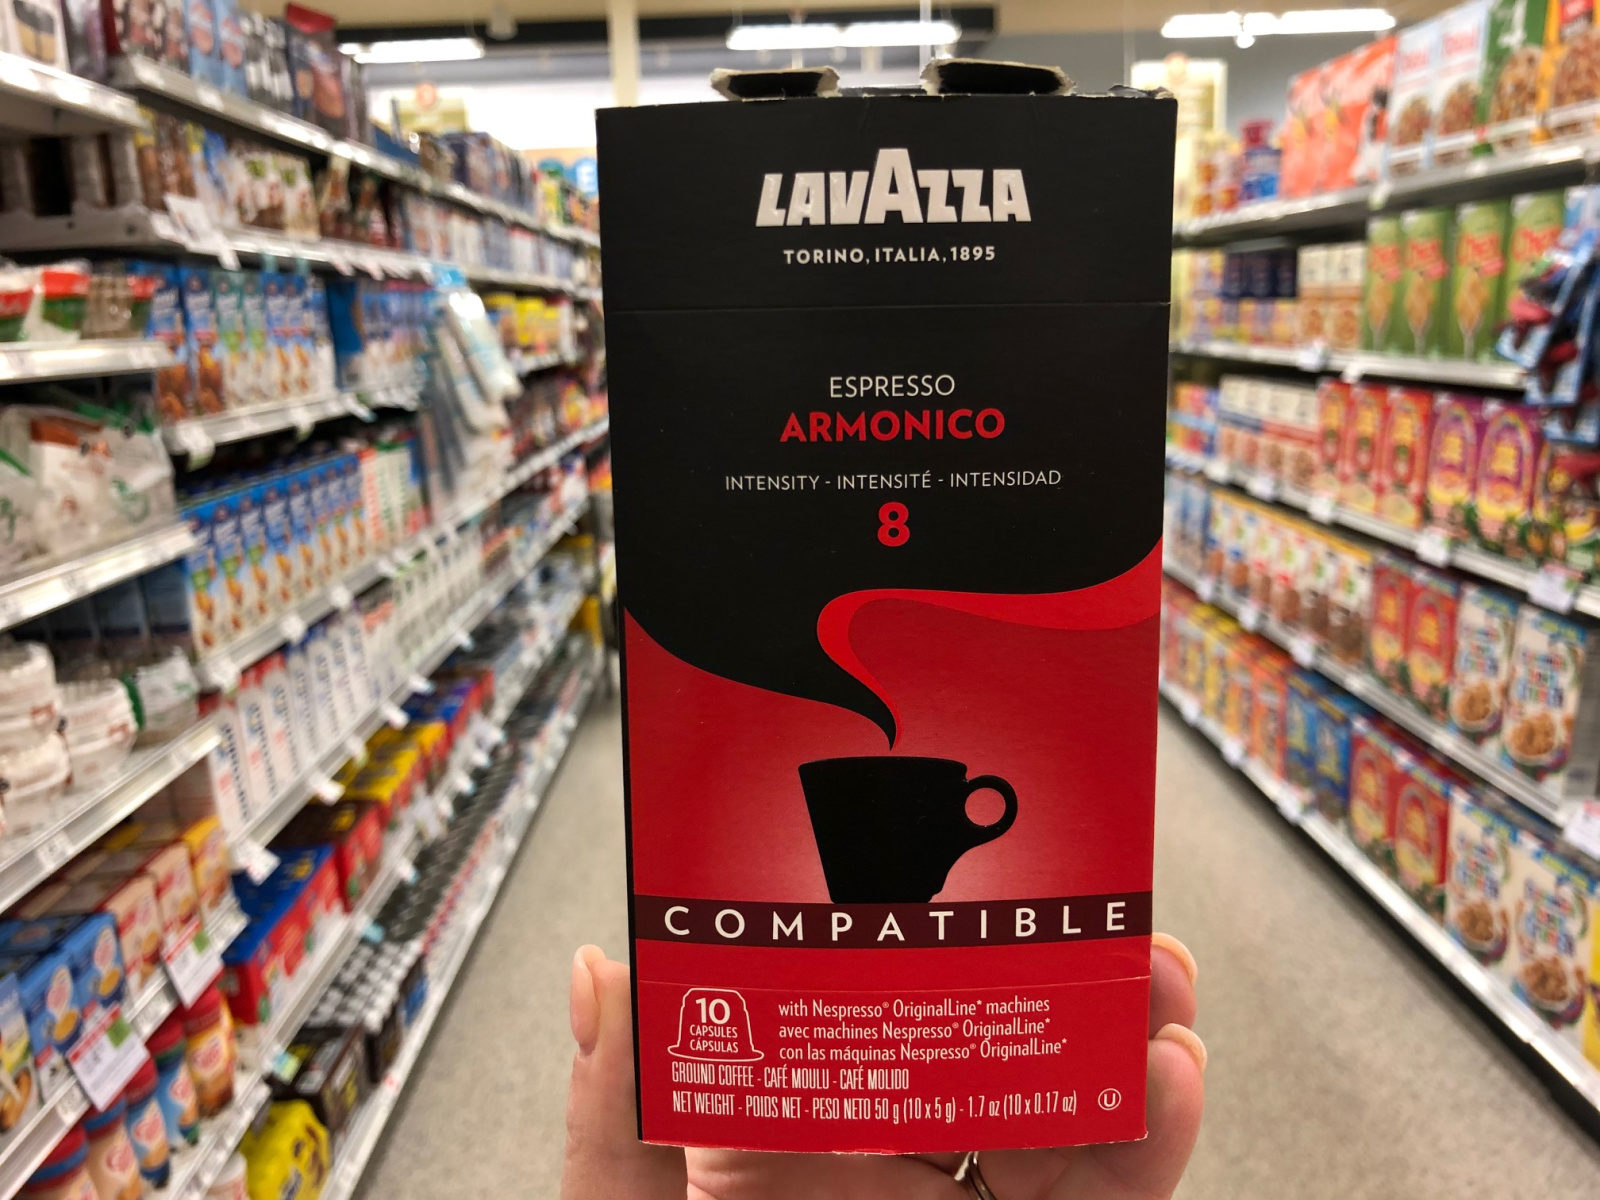 LAVAZZA
TORINO, ITALIA, 1895
ESPRESSO
ARMONICO
INTENSITY - INTENSITÉ - INTENSIDAD
8
COMPATIBLE
10
CAPSULES
CÁPSULAS
with Nespresso® OriginalLine* machines
avec machines Nespresso® OriginalLine*
con las máquinas Nespresso® OriginalLine*
GROUND COFFEE - CAFÉ MOULU - CAFÉ MOLIDO
NET WEIGHT - POIDS NET - PESO NETO 50 g (10 x 5 g) - 1.7 oz (10 x 0.17 oz)
U